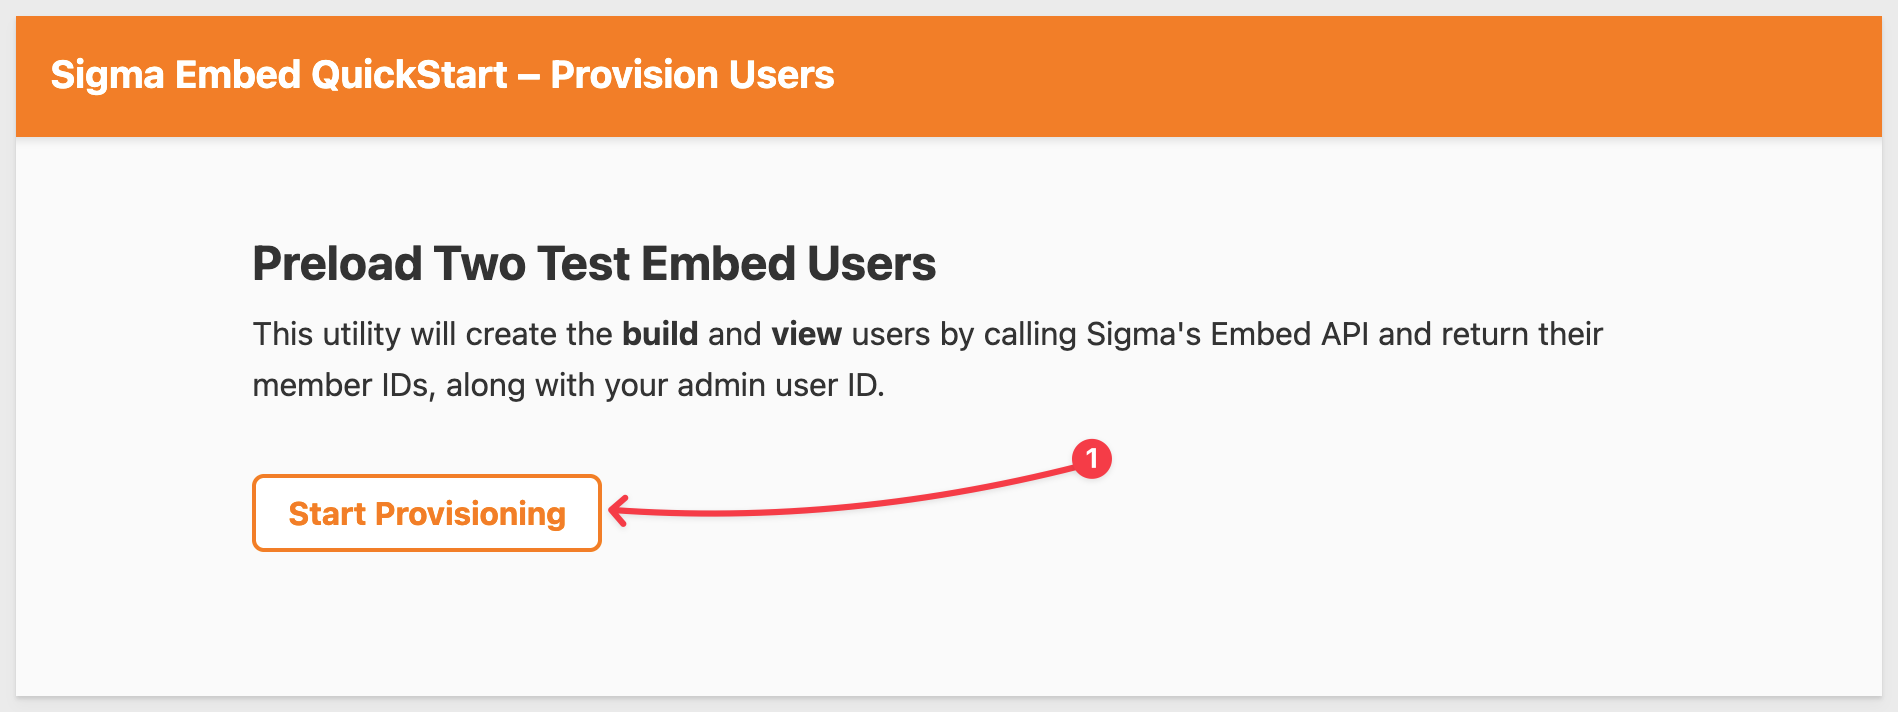 Sigma Embed QuickStart – Provision Users
Preload Two Test Embed Users
This utility will create the build and view users by calling Sigma's Embed API and return their
member IDs, along with your admin user ID.
1
Start Provisioning